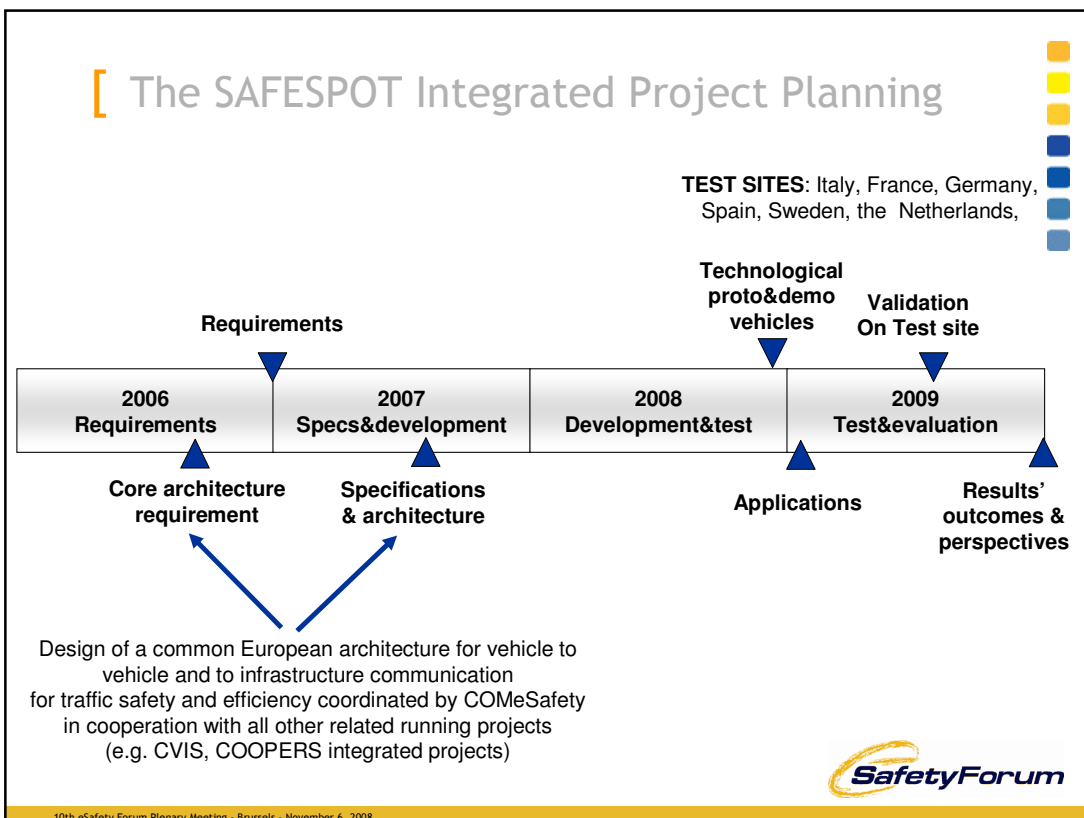 [ The SAFESPOT Integrated Project Planning
TEST SITES: Italy, France, Germany,
Spain, Sweden, the Netherlands,
Requirements
Technological
proto&demo
vehicles
Validation
On Test site
2006
Requirements
2007
Specs&development
2008
Development&test
2009
Test&evaluation
Core architecture
requirement
Specifications
& architecture
Applications
Results'
outcomes &
perspectives
Design of a common European architecture for vehicle to
vehicle and to infrastructure communication
for traffic safety and efficiency coordinated by COMeSafety
in cooperation with all other related running projects
(e.g. CVIS, COOPERS integrated projects)
eSafetyForum
10th eSafety Forum Plenary Meeting - Brussels - November 6, 2008